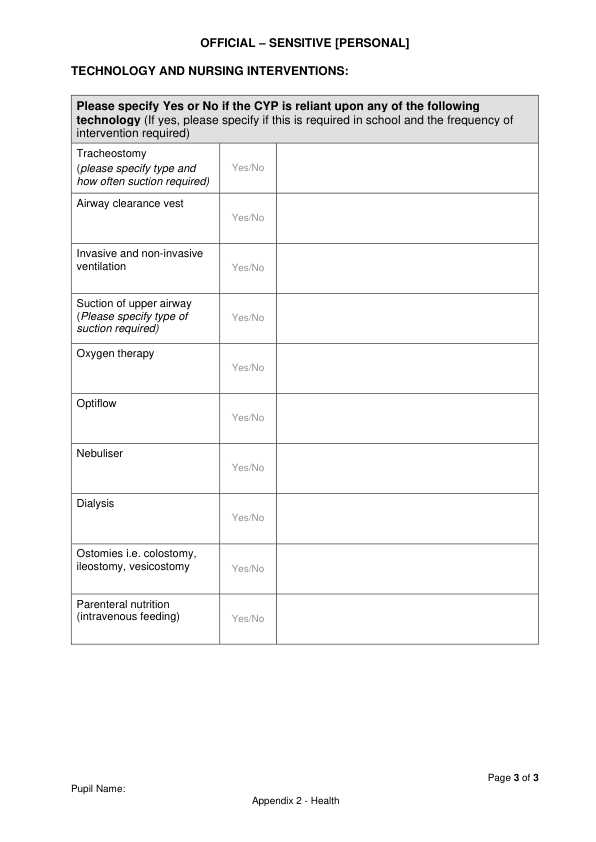 OFFICIAL – SENSITIVE [PERSONAL]
TECHNOLOGY AND NURSING INTERVENTIONS:
Please specify Yes or No if the CYP is reliant upon any of the following
technology (If yes, please specify if this is required in school and the frequency of
intervention required)
Tracheostomy
(please specify type and
how often suction required)
Yes/No
Airway clearance vest
Yes/No
Invasive and non-invasive
ventilation
Yes/No
Suction of upper airway
(Please specify type of
suction required)
Yes/No
Oxygen therapy
Yes/No
Optiflow
Yes/No
Nebuliser
Yes/No
Dialysis
Yes/No
Ostomies i.e. colostomy,
ileostomy, vesicostomy
Yes/No
Parenteral nutrition
(intravenous feeding)
Yes/No
Page 3 of 3
Pupil Name:
Appendix 2 - Health